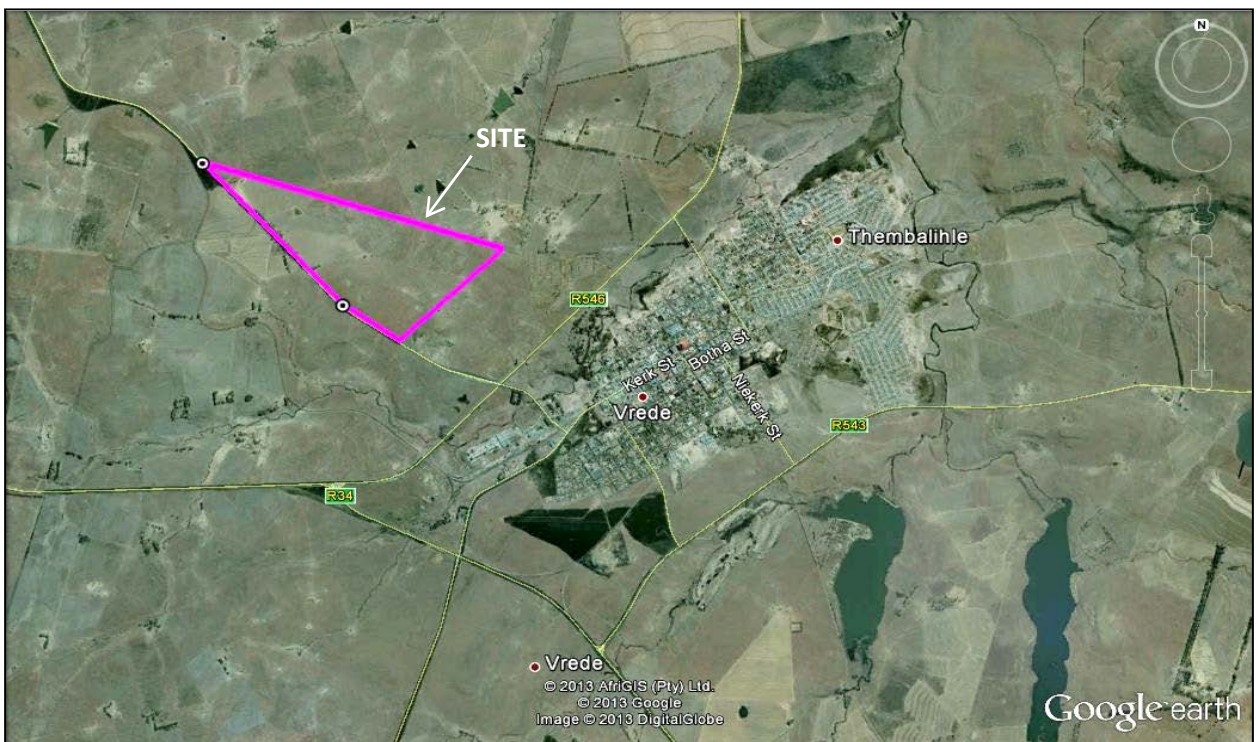 N
SITE
Thembalihle
R546
Kerk St
Botha St
Niekerk St
Vrede
R543
R34
Vrede
© 2013 AfriGIS (Pty) Ltd.
© 2013 Google
Image © 2013 DigitalGlobe
Google earth